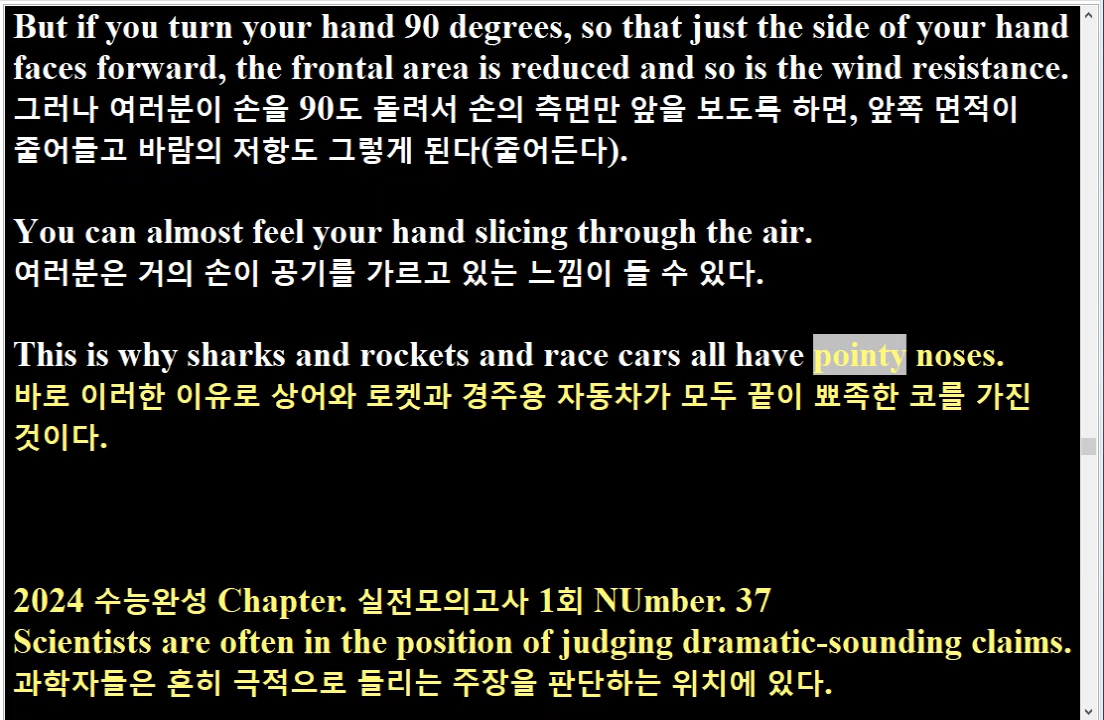 But if you turn your hand 90 degrees, so that just the side of your hand
faces forward, the frontal area is reduced and so is the wind resistance.
그러나 여러분이 손을 90도 돌려서 손의 측면만 앞을 보도록 하면, 앞쪽 면적이
줄어들고 바람의 저항도 그렇게 된다(줄어든다).
You can almost feel your hand slicing through the air.
여러분은 거의 손이 공기를 가르고 있는 느낌이 들 수 있다.
This is why sharks and rockets and race cars all have pointy noses.
바로 이러한 이유로 상어와 로켓과 경주용 자동차가 모두 끝이 뾰족한 코를 가진
것이다.
2024 수능완성 Chapter. 실전모의고사 1회 NUmber. 37
Scientists are often in the position of judging dramatic-sounding claims.
과학자들은 흔히 극적으로 들리는 주장을 판단하는 위치에 있다.